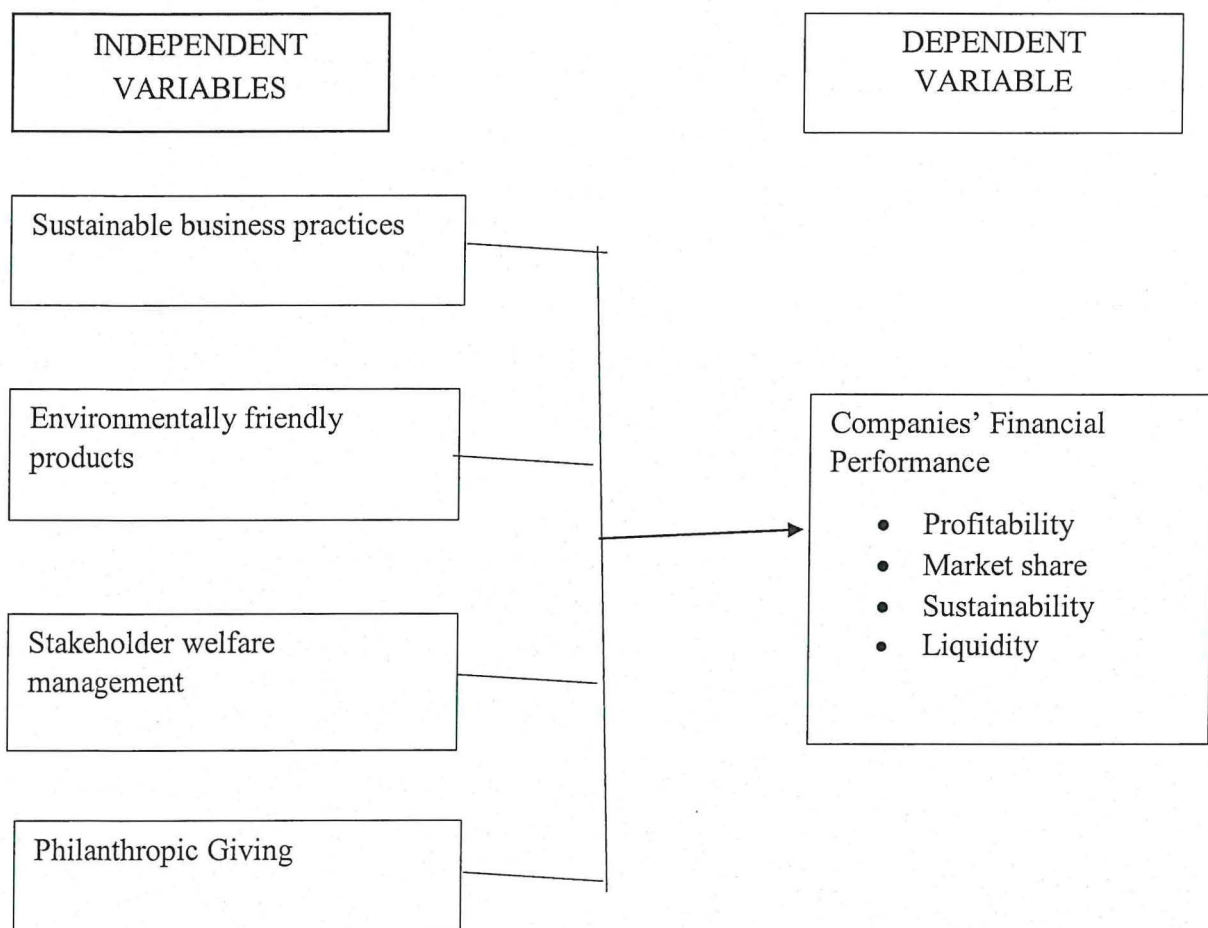 INDEPENDENT
VARIABLES
DEPENDENT
VARIABLE
Sustainable business practices
Environmentally friendly
products
Stakeholder welfare
management
Philanthropic Giving
Companies’ Financial
Performance
• Profitability
• Market share
• Sustainability
• Liquidity